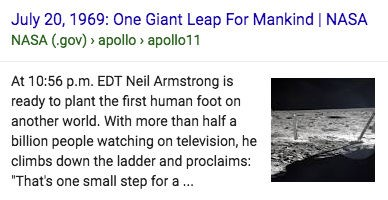 July 20, 1969: One Giant Leap For Mankind | NASA
NASA (.gov) › apollo › apollo11
At 10:56 p.m. EDT Neil Armstrong is
ready to plant the first human foot on
another world. With more than half a
billion people watching on television, he
climbs down the ladder and proclaims:
"That's one small step for a ...